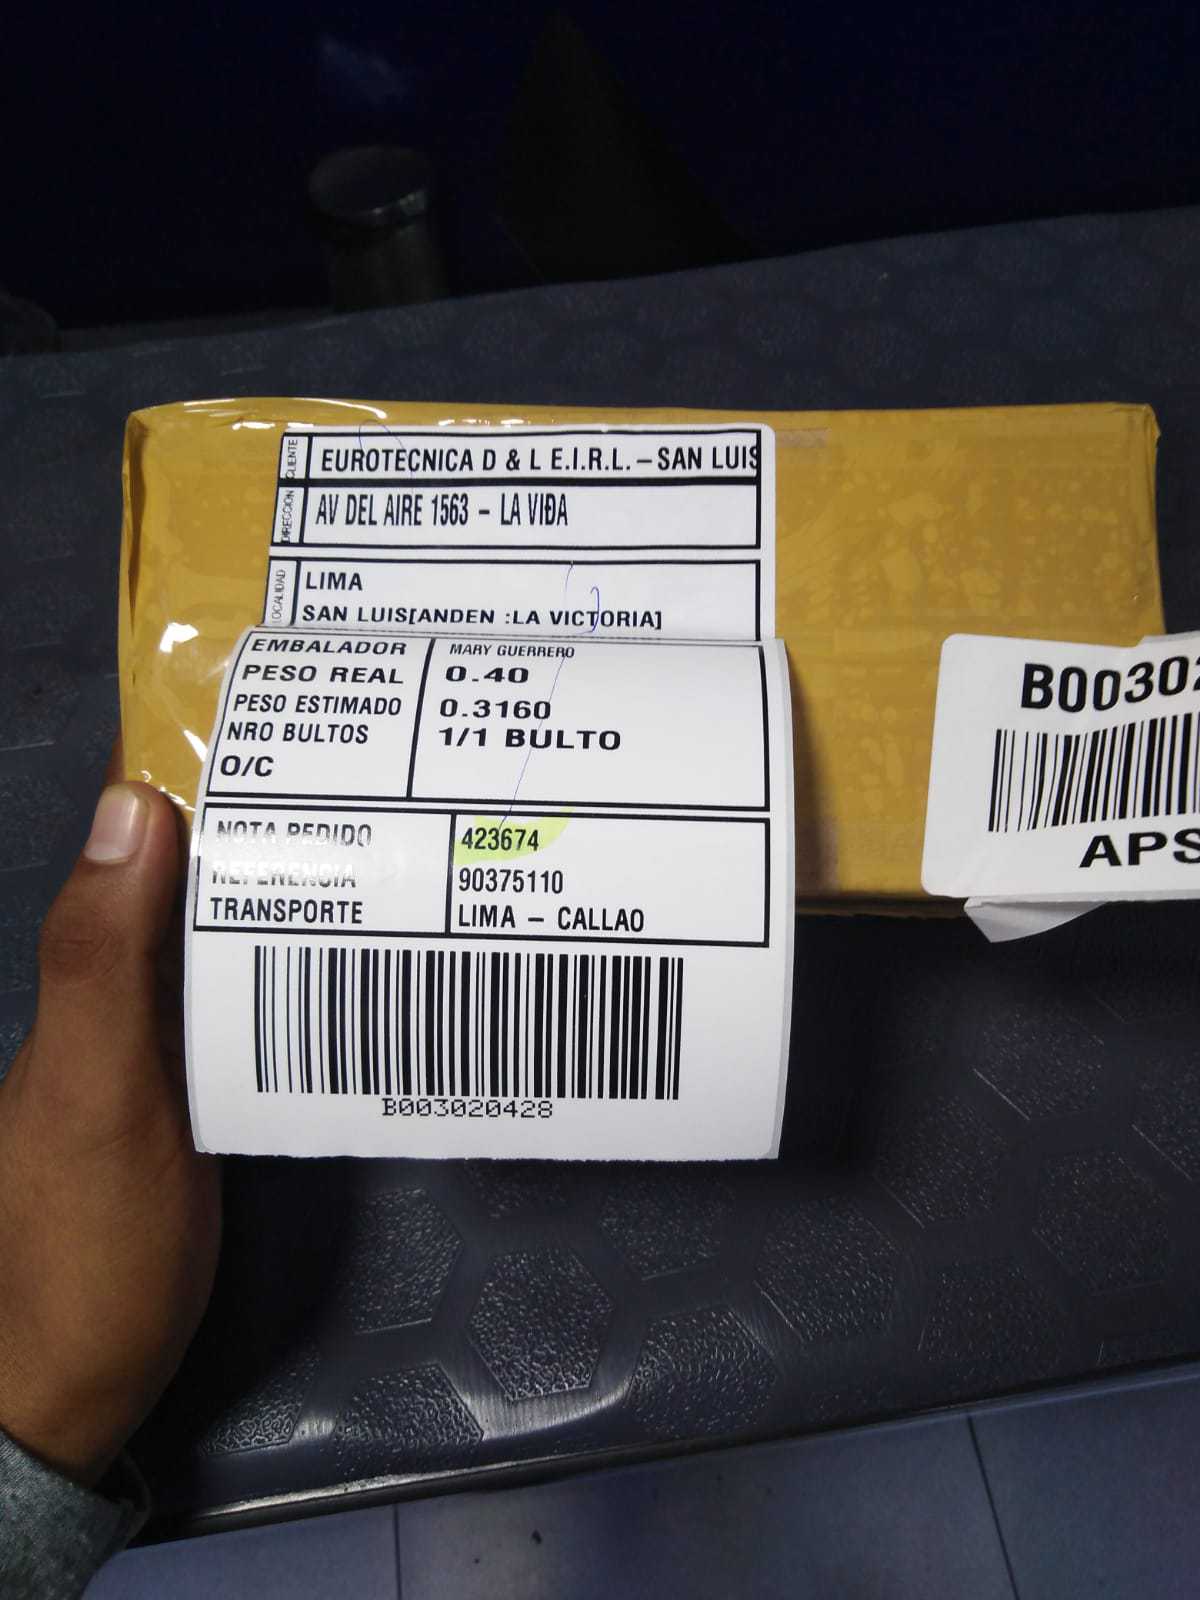 CLIENTE EUROTECNICA D & L E.I.R.L. – SAN LUIS
DIRECCION AV DEL AIRE 1563 – LA VIDA
LOCALIDAD LIMA
SAN LUIS[ANDEN :LA VICTORIA]
EMBALADOR MARY GUERRERO
PESO REAL 0.40
PESO ESTIMADO 0.3160
NRO BULTOS 1/1 BULTO
O/C
NOTA PEDIDO 423674
REFERENCIA 90375110
TRANSPORTE LIMA – CALLAO
B003020428
B00302
APS